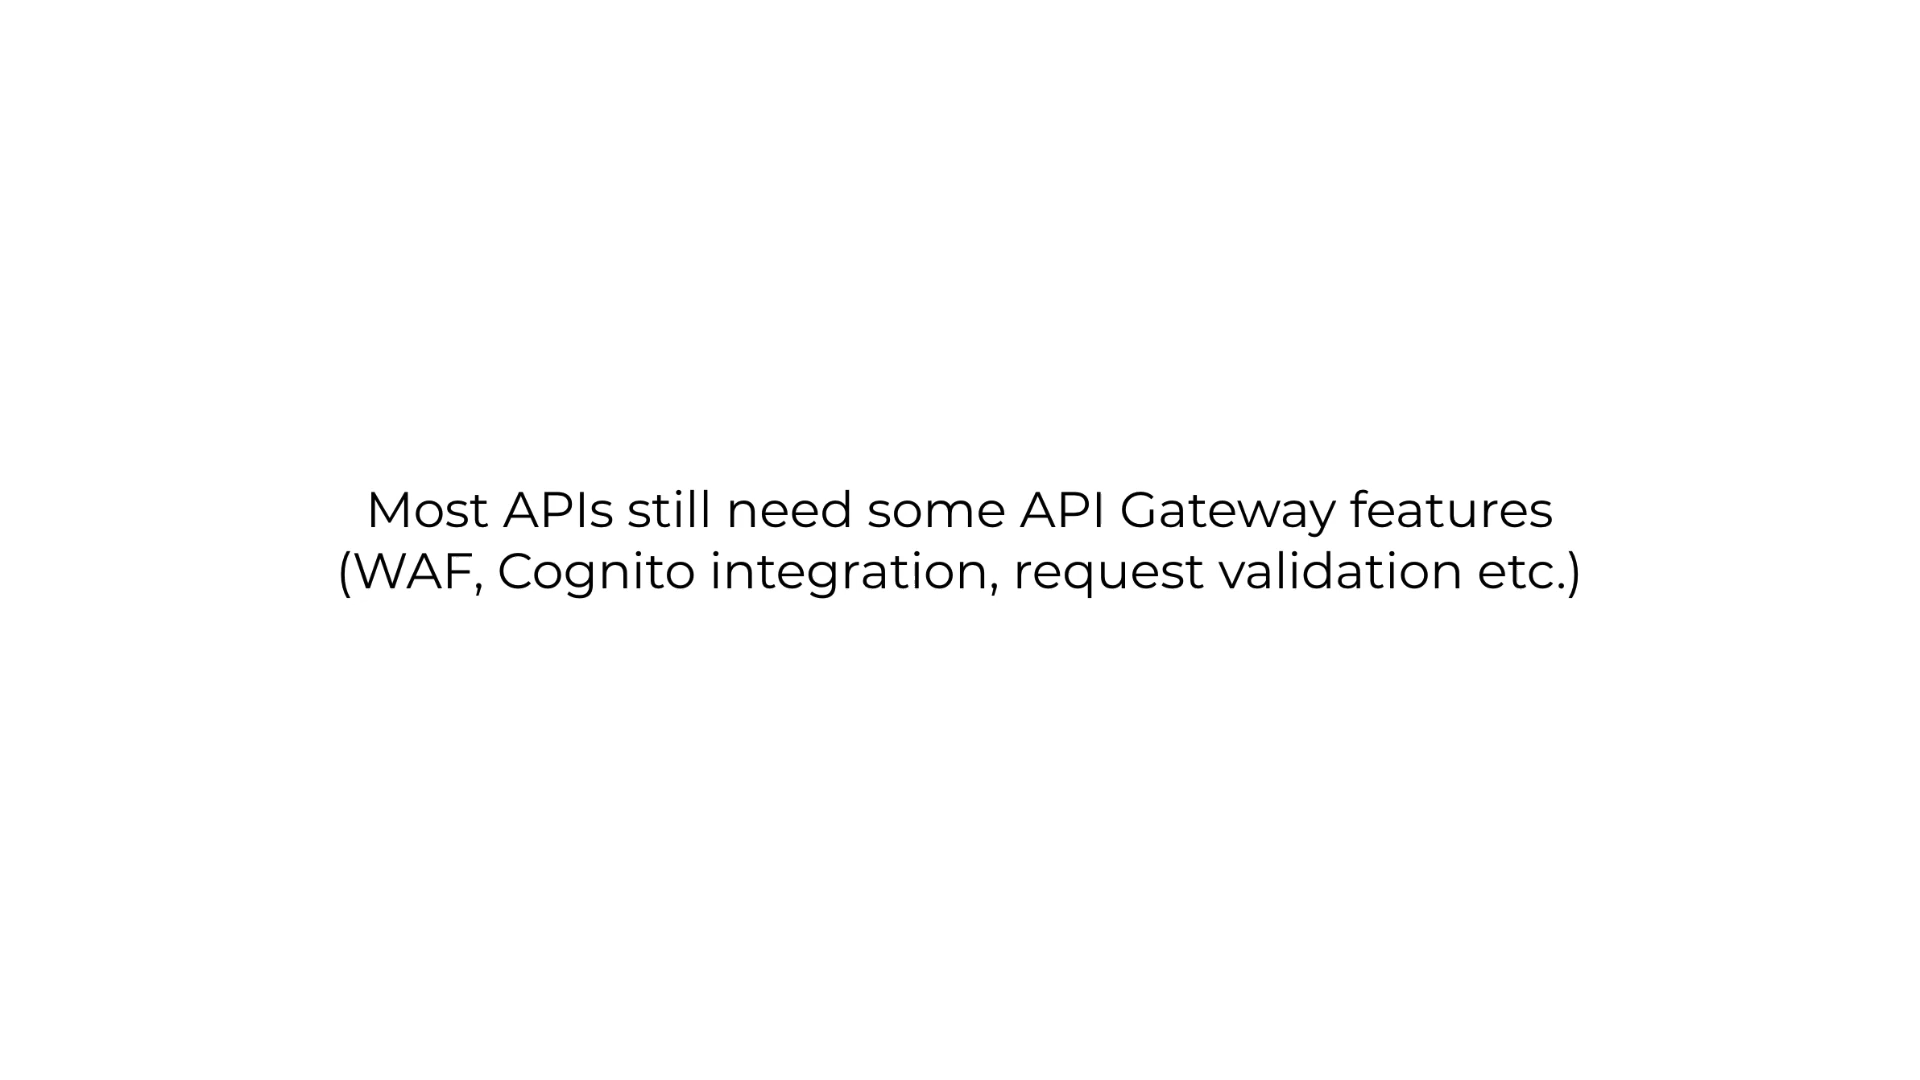 Most APIs still need some API Gateway features
(WAF, Cognito integration, request validation etc.)